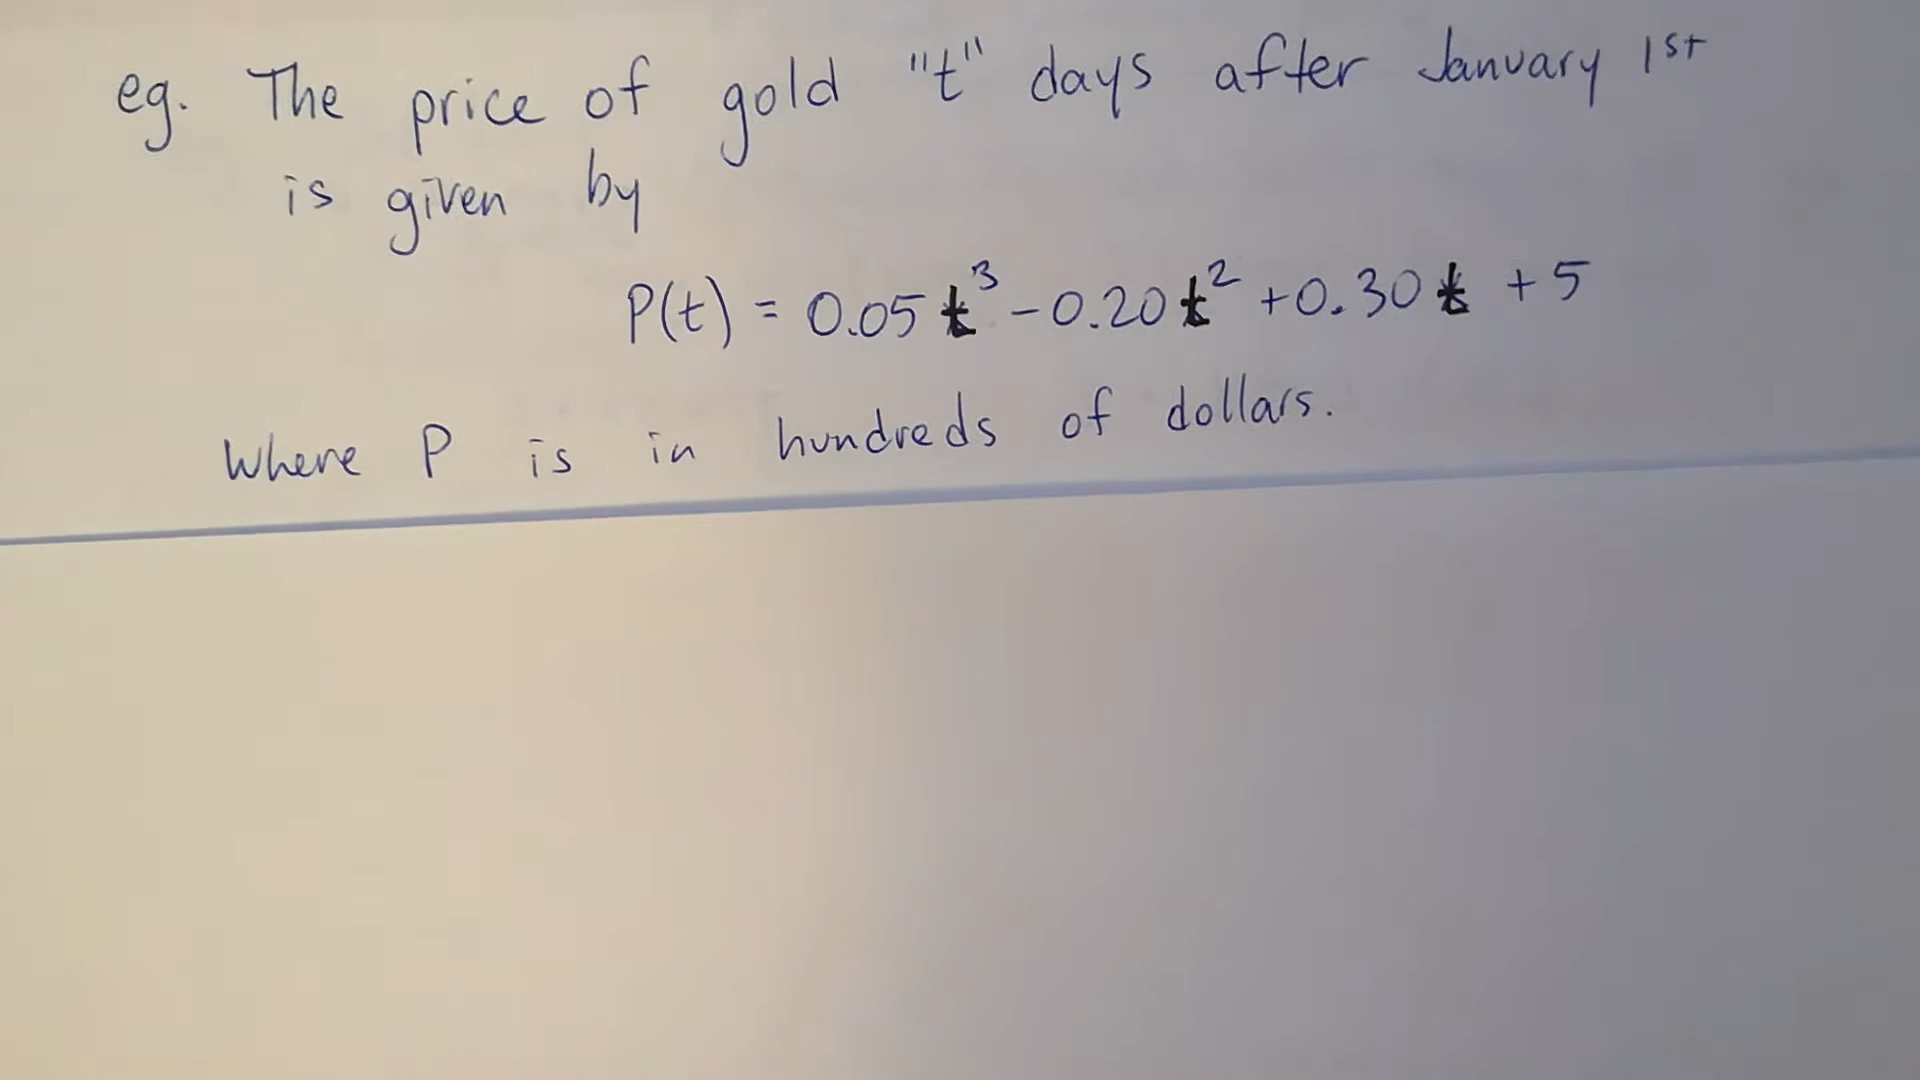 eg. The price of gold "t" days after January 1st
is given by
P(t) = 0.05t³ - 0.20t² + 0.30t + 5
Where P is in hundreds of dollars.